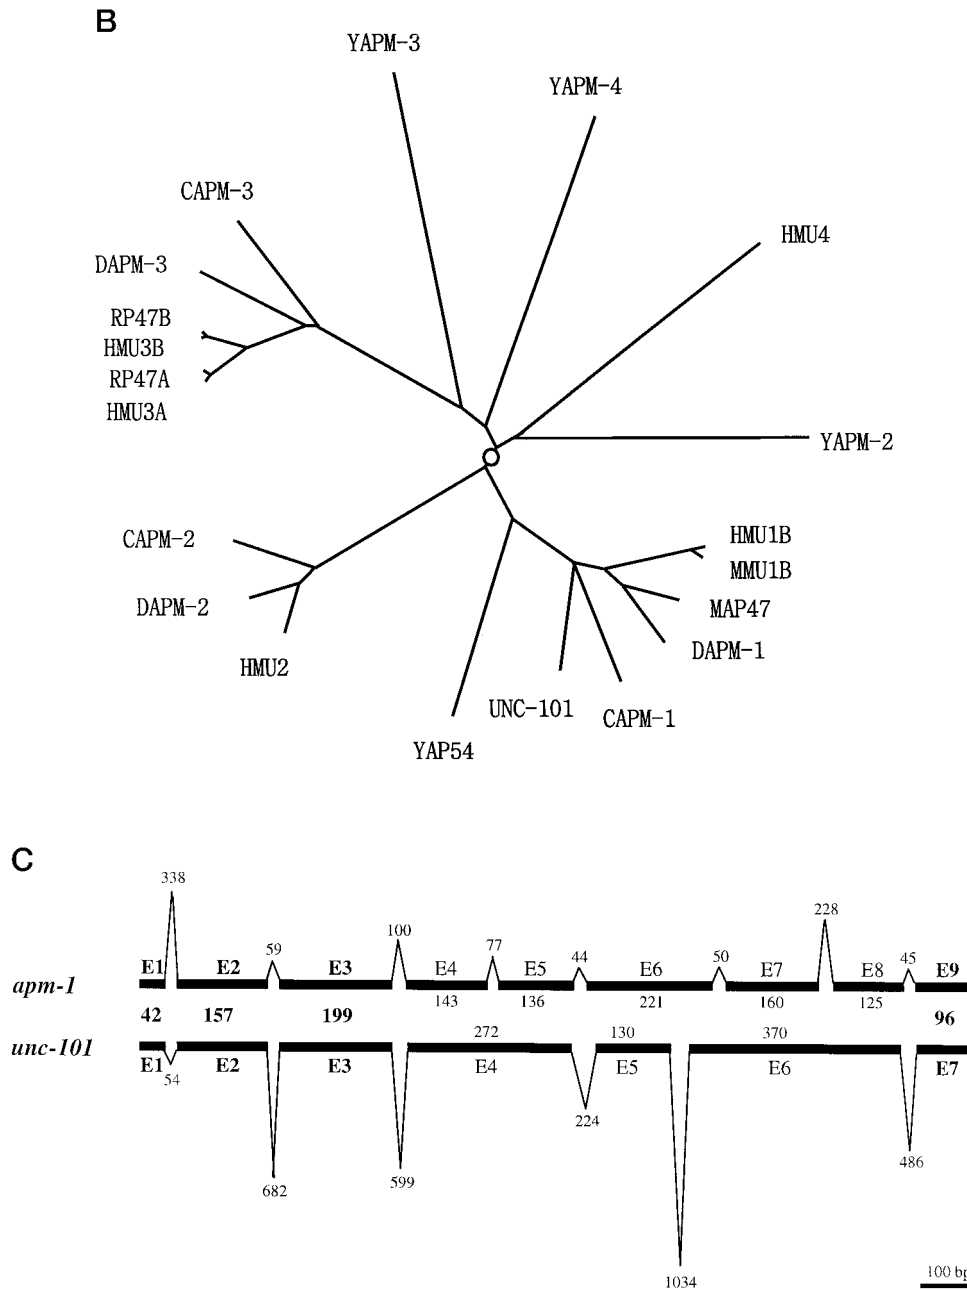 B
YAPM-3
YAPM-4
CAPM-3
HMU4
DAPM-3
RP47B
HMU3B
RP47A
HMU3A
YAPM-2
CAPM-2
HMU1B
MMU1B
DAPM-2
MAP47
HMU2
DAPM-1
UNC-101
CAPM-1
YAP54
C
338 59 100 77 44 50 228 45
E1 E2 E3 E4 E5 E6 E7 E8 E9
apm-1
143 136 221 160 125
42 157 199 96
272 130 370
unc-101
E1 E2 E3 E4 E5 E6 E7
54 682 599 224 1034 486
100 bp